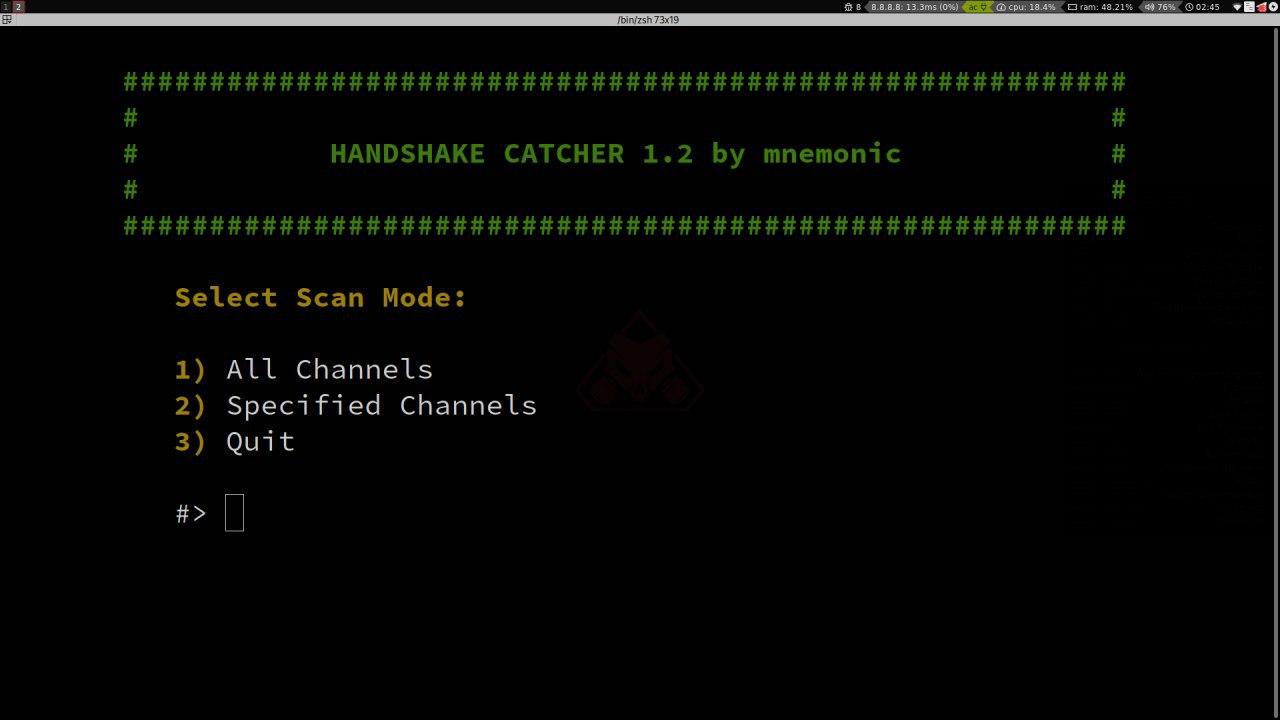 1 2 8 8.8.8.8: 13.3ms (0%) ac cpu: 18.4% ram: 48.21% 76% 02:45
/bin/zsh 73x19
##########################################################
# #
# HANDSHAKE CATCHER 1.2 by mnemonic #
# #
##########################################################
Select Scan Mode:
1) All Channels
2) Specified Channels
3) Quit
#>